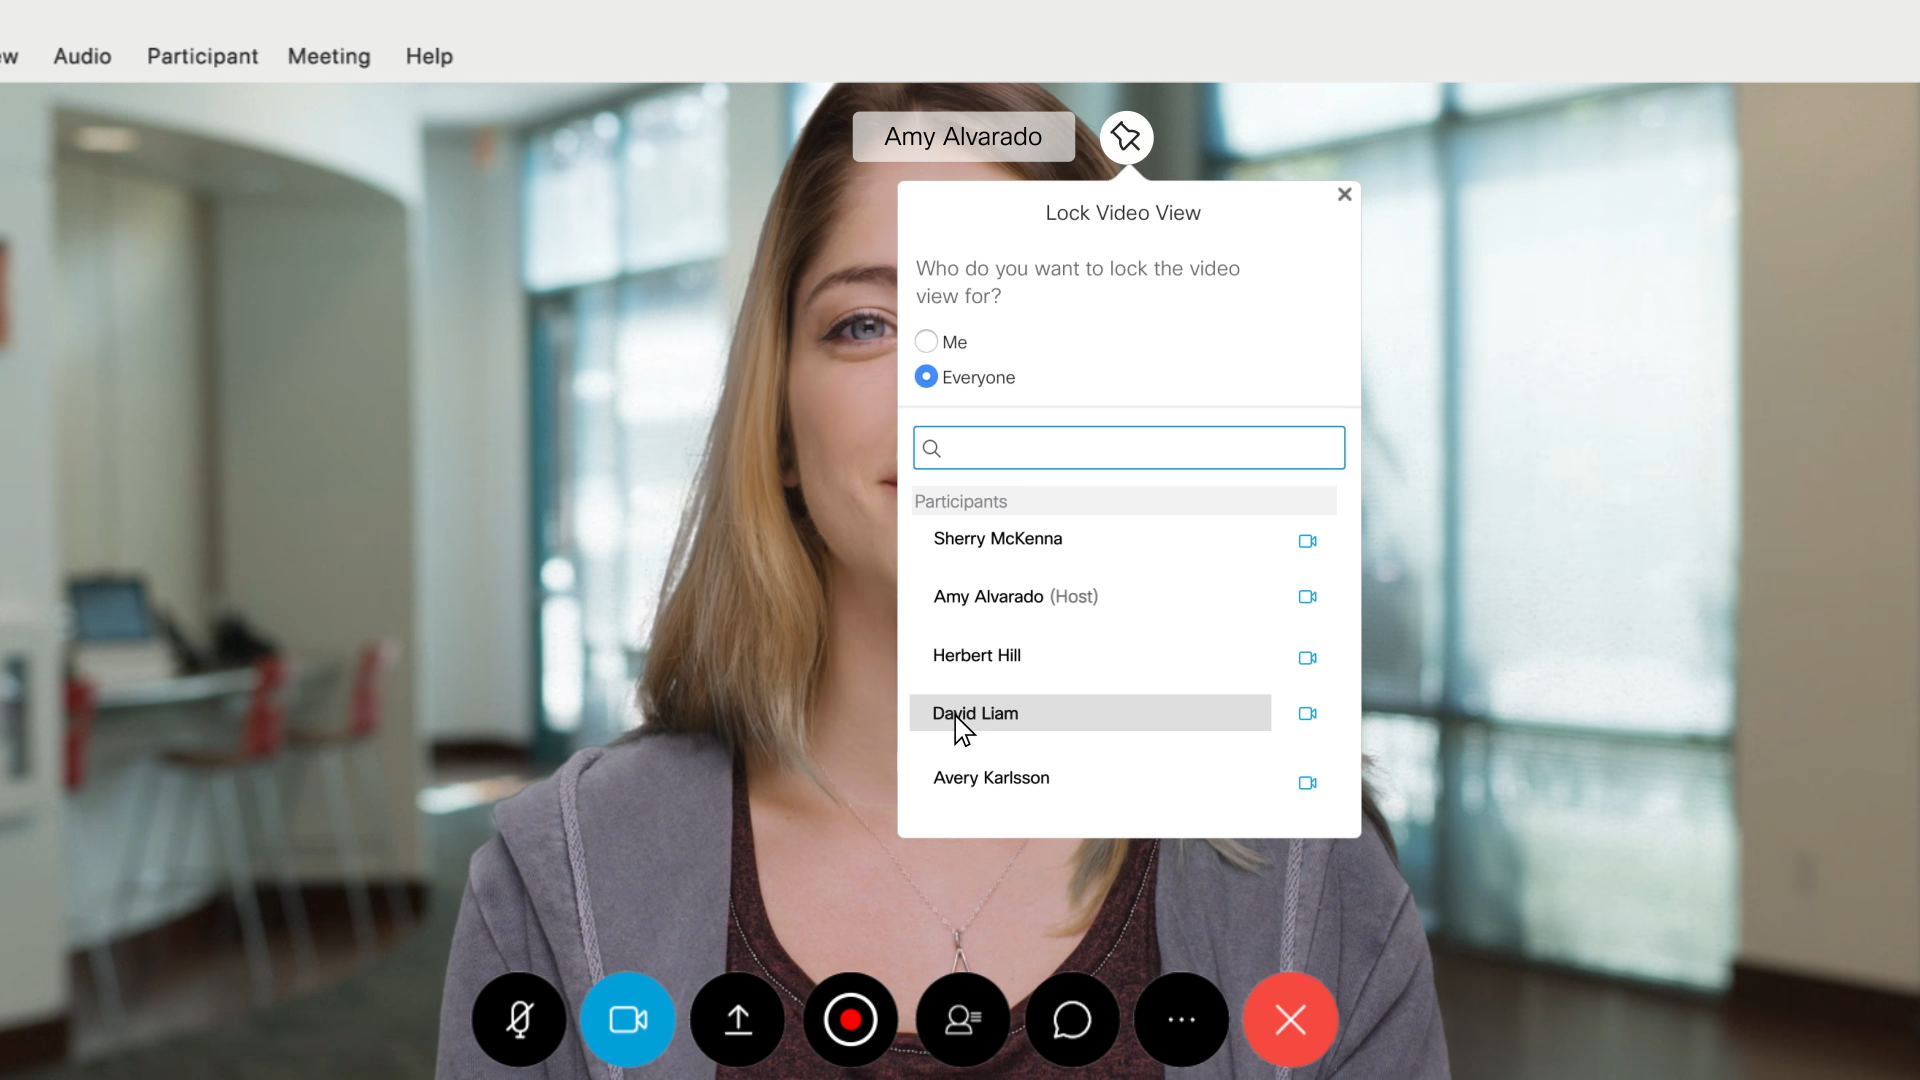 ew Audio Participant Meeting Help
Amy Alvarado
Lock Video View
Who do you want to lock the video
view for?
Me
Everyone
Participants
Sherry McKenna
Amy Alvarado (Host)
Herbert Hill
David Liam
Avery Karlsson